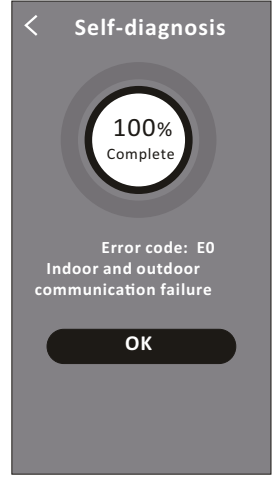 Self-diagnosis
100%
Complete
Error code: E0
Indoor and outdoor
communication failure
OK